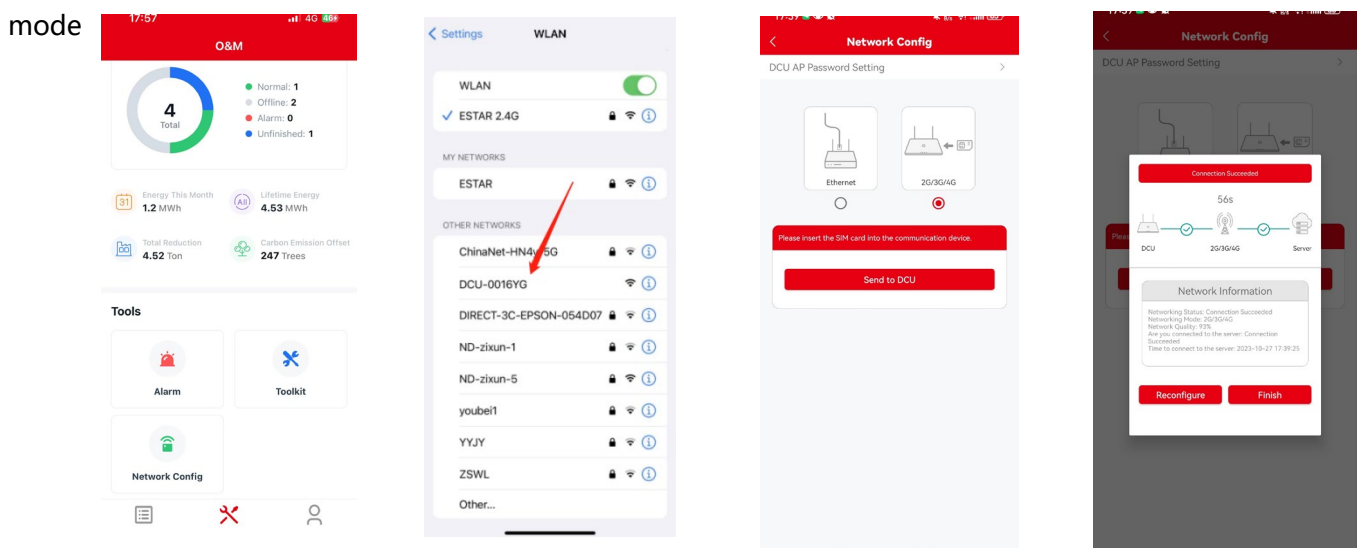 mode
17:57
4G
O&M
4
Total
Normal: 1
Offline: 2
Alarm: 0
Unfinished: 1
31
Energy This Month
1.2 MWh
All
Lifetime Energy
4.53 MWh
Total Reduction
4.52 Ton
Carbon Emission Offset
247 Trees
Tools
Alarm
Toolkit
Network Config
Settings
WLAN
WLAN
ESTAR 2.4G
MY NETWORKS
ESTAR
OTHER NETWORKS
ChinaNet-HN4v-5G
DCU-0016YG
DIRECT-3C-EPSON-054D07
ND-zixun-1
ND-zixun-5
youbei1
YYJY
ZSWL
Other...
Network Config
DCU AP Password Setting
Ethernet
2G/3G/4G
Please insert the SIM card into the communication device.
Send to DCU
Network Config
DCU AP Password Setting
Connection Succeeded
56s
DCU
2G/3G/4G
Server
Network Information
Networking Status: Connection Succeeded
Networking Mode: 2G/3G/4G
Network Quality: 93%
Are you connected to the server: Connection
Succeeded
Time to connect to the server: 2023-10-27 17:39:25
Reconfigure
Finish